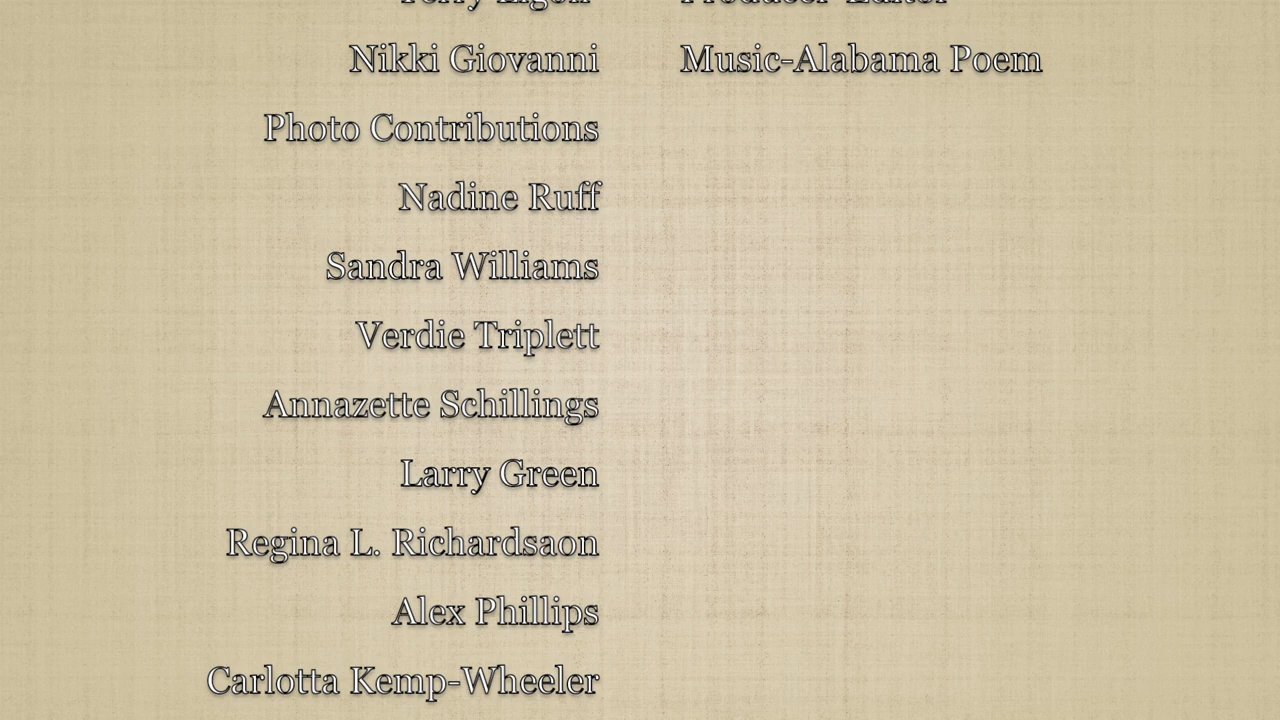 Nikki Giovanni Music-Alabama Poem
Photo Contributions
Nadine Ruff
Sandra Williams
Verdie Triplett
Annazette Schillings
Larry Green
Regina L. Richardsaon
Alex Phillips
Carlotta Kemp-Wheeler